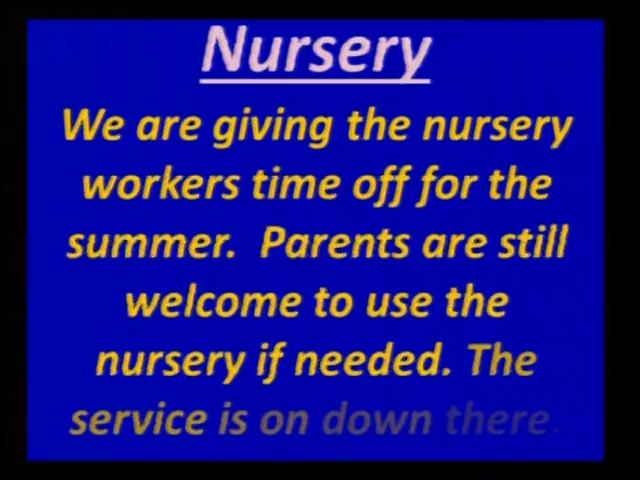 Nursery
We are giving the nursery
workers time off for the
summer. Parents are still
welcome to use the
nursery if needed. The
service is on down there.